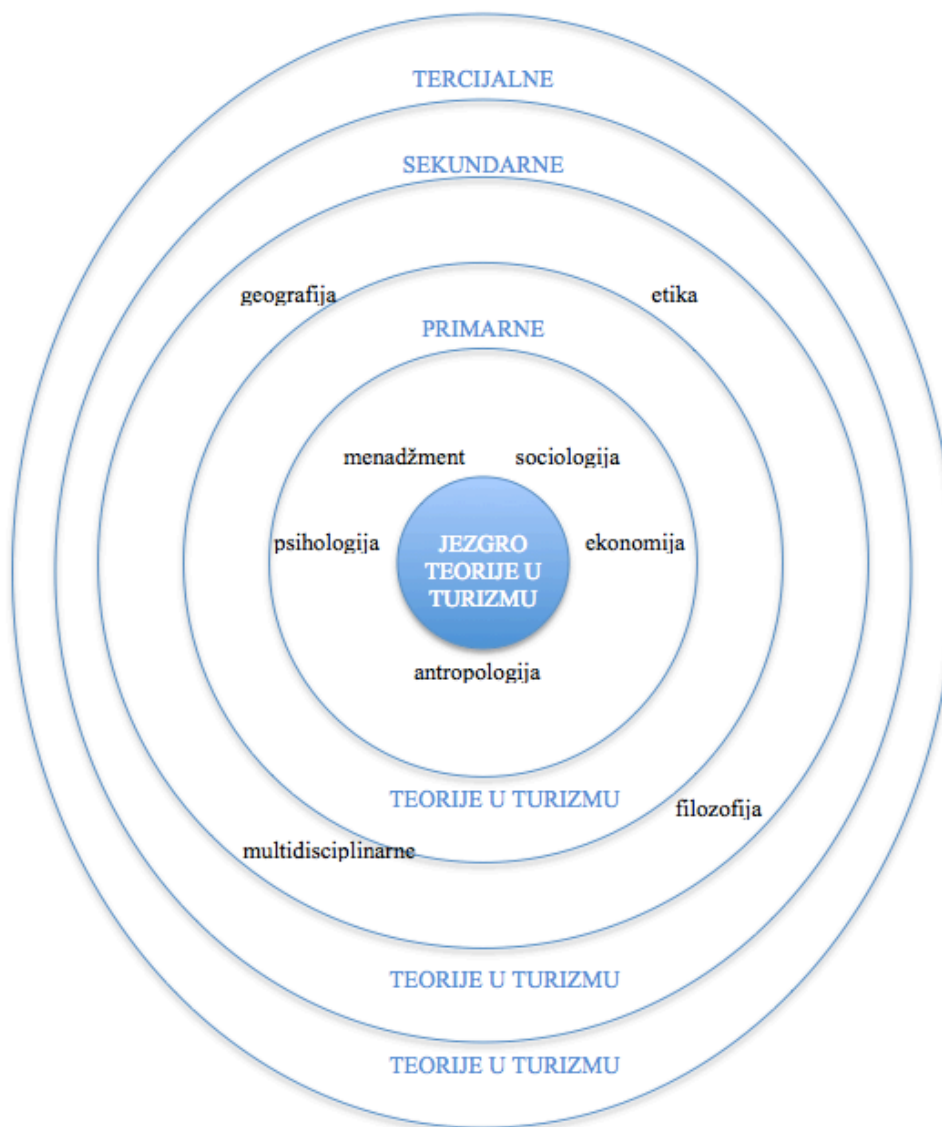 TERCIJALNE
SEKUNDARNE
geografija
etika
PRIMARNE
menadžment
sociologija
psihologija
JEZGRO
TEORIJE U
TURIZMU
ekonomija
antropologija
TEORIJE U TURIZMU
filozofija
multidisciplinarne
TEORIJE U TURIZMU
TEORIJE U TURIZMU